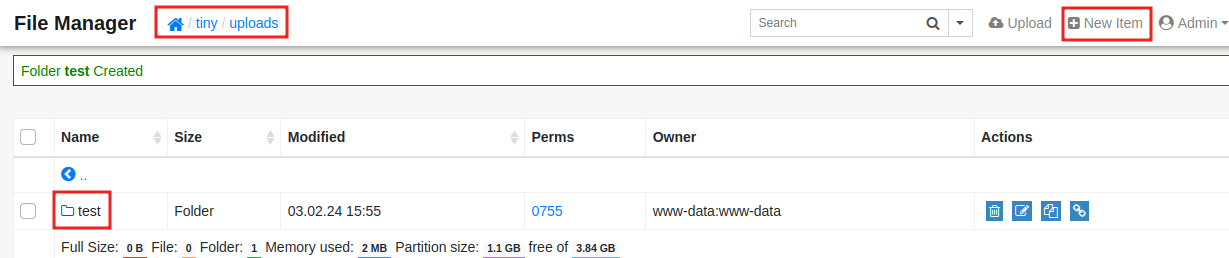 File Manager / tiny / uploads Search Upload New Item Admin
Folder test Created
Name Size Modified Perms Owner Actions
..
test Folder 03.02.24 15:55 0755 www-data:www-data
Full Size: 0 B File: 0 Folder: 1 Memory used: 2 MB Partition size: 1.1 GB free of 3.84 GB